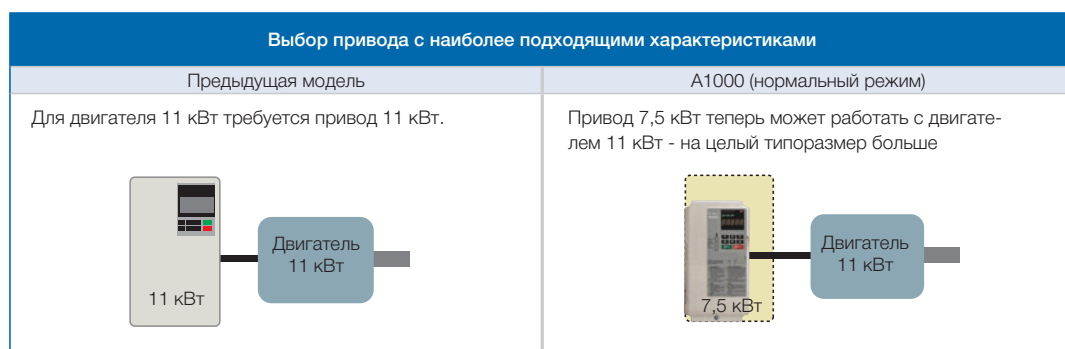 Выбор привода с наиболее подходящими характеристиками
Предыдущая модель
A1000 (нормальный режим)
Для двигателя 11 кВт требуется привод 11 кВт.
Привод 7,5 кВт теперь может работать с двигате-
лем 11 кВт - на целый типоразмер больше
Двигатель
11 кВт
11 кВт
Двигатель
11 кВт
7,5 кВт